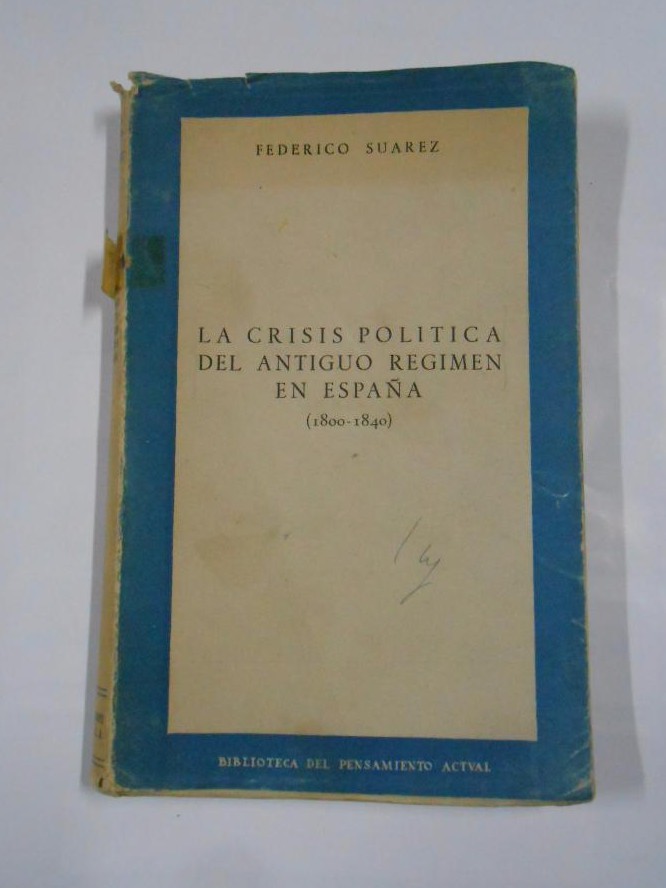 FEDERICO SUAREZ
LA CRISIS POLITICA
DEL ANTIGUO REGIMEN
EN ESPAÑA
(1800-1840)
BIBLIOTECA DEL PENSAMIENTO ACTVAL